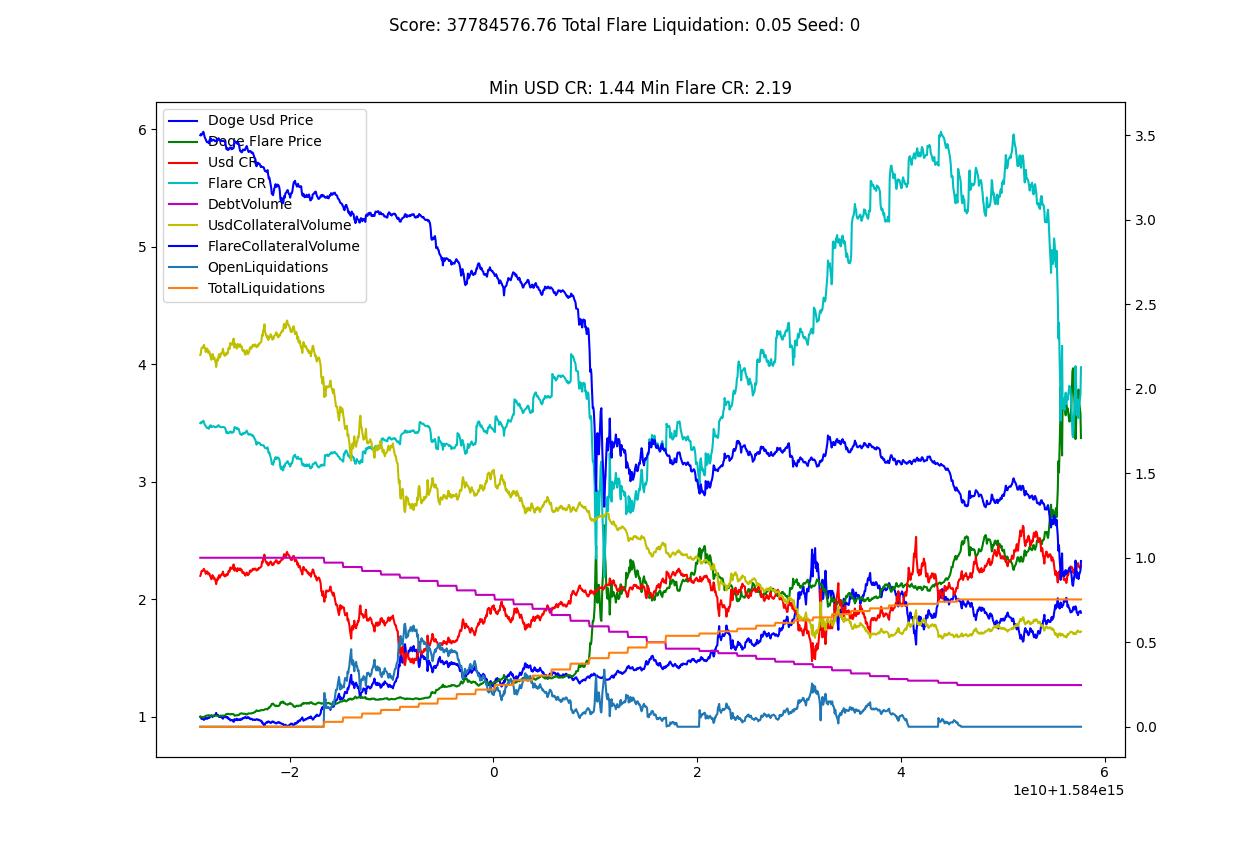 Score: 37784576.76 Total Flare Liquidation: 0.05 Seed: 0
Min USD CR: 1.44 Min Flare CR: 2.19
Doge Usd Price
Doge Flare Price
Usd CR
Flare CR
DebtVolume
UsdCollateralVolume
FlareCollateralVolume
OpenLiquidations
TotalLiquidations
6
5
4
3
2
1
3.5
3.0
2.5
2.0
1.5
1.0
0.5
0.0
−2 0 2 4 6
1e10+1.584e15